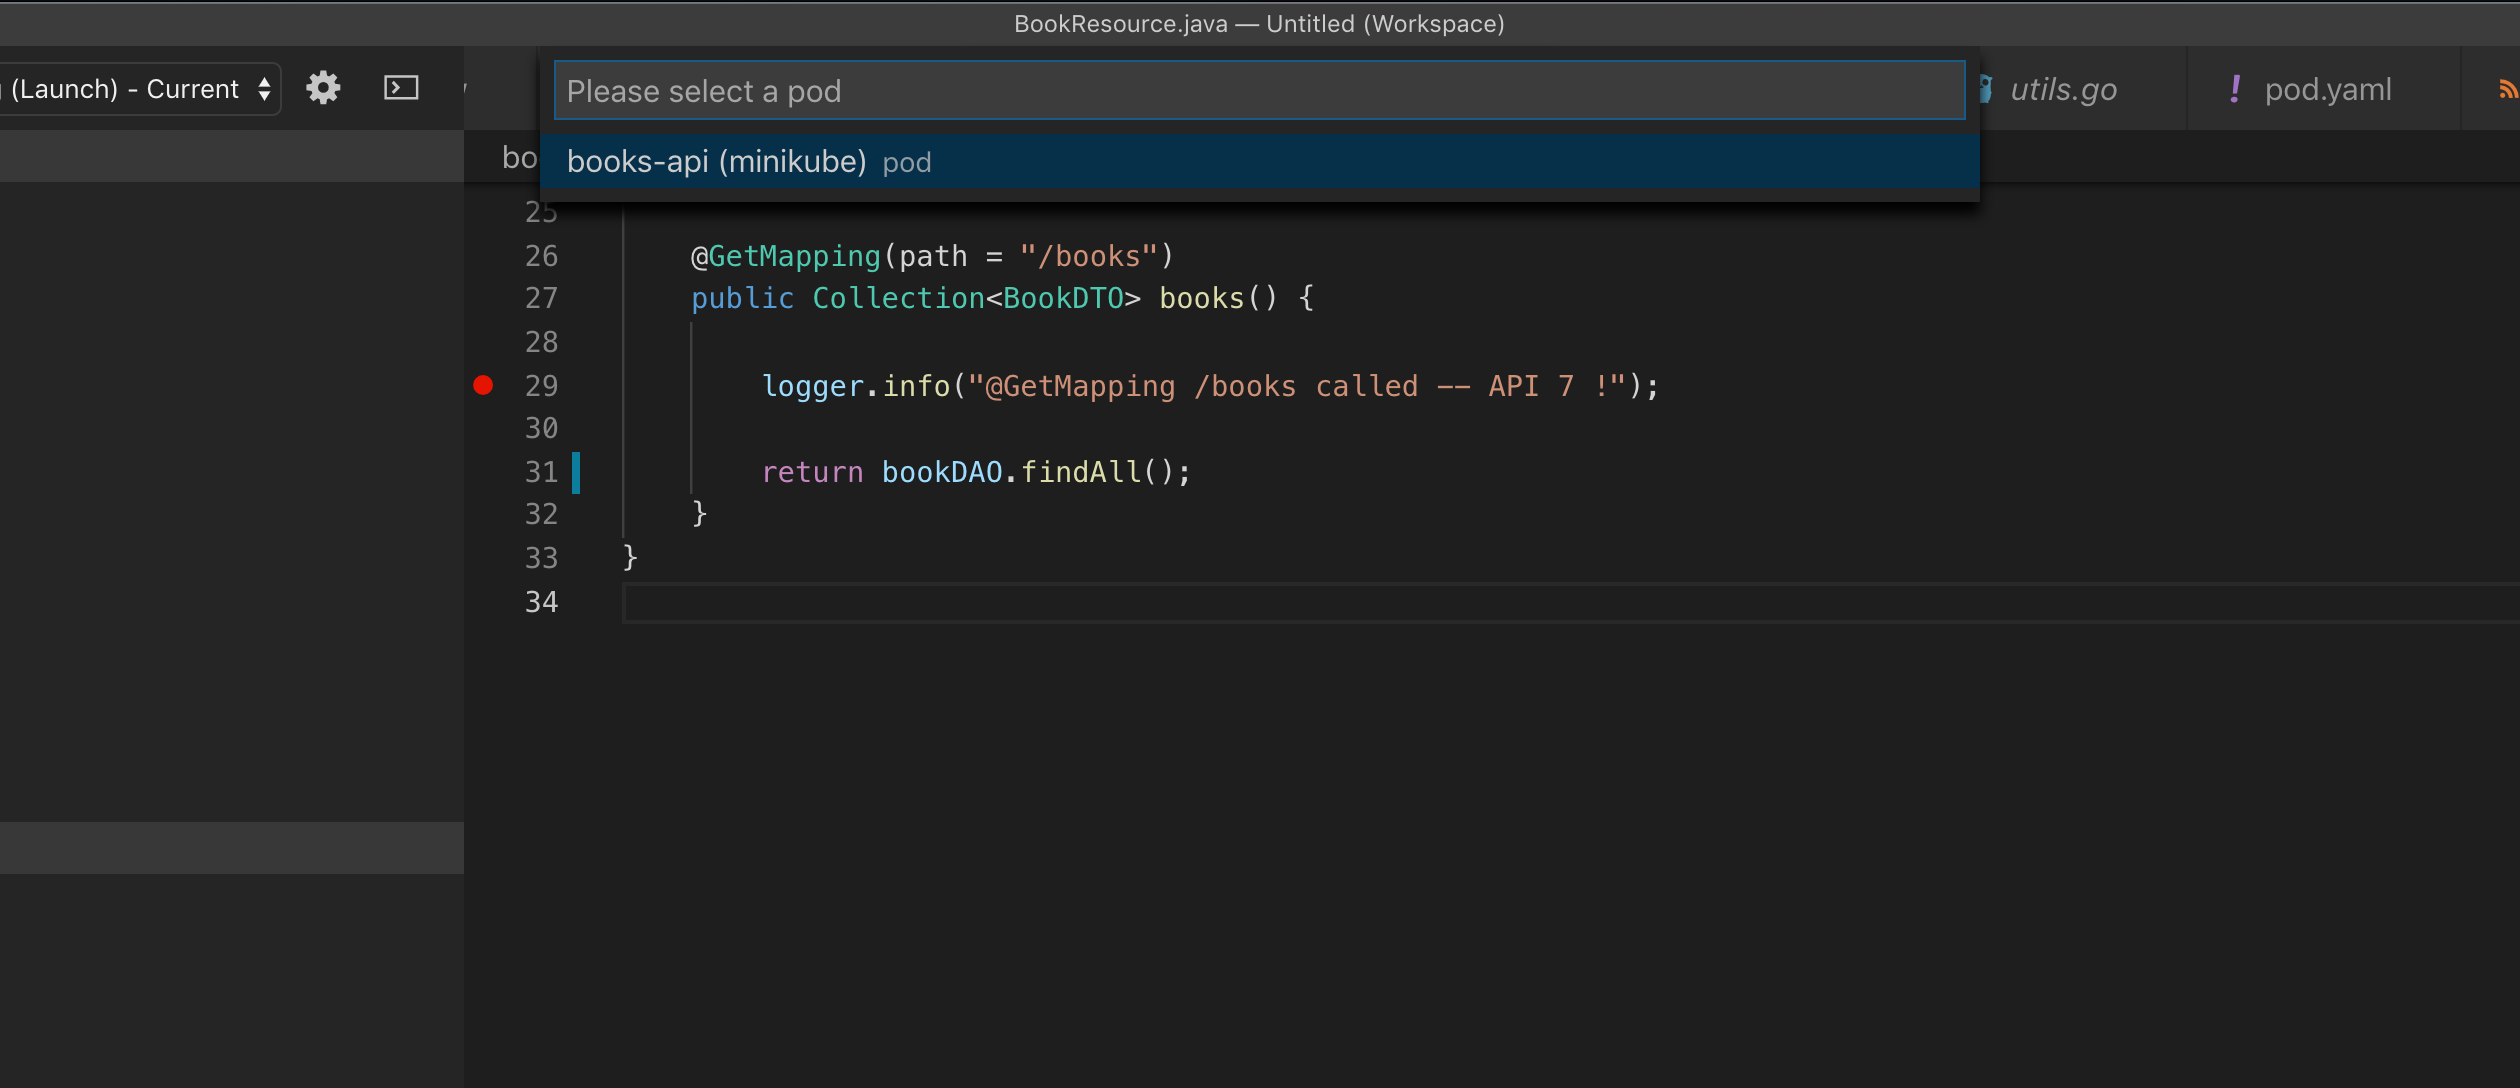 BookResource.java — Untitled (Workspace)
(Launch) - Current
Please select a pod
utils.go
pod.yaml
books-api (minikube) pod
bo
25
26 @GetMapping(path = "/books")
27 public Collection<BookDTO> books() {
28
29 logger.info("@GetMapping /books called -- API 7 !");
30
31 return bookDAO.findAll();
32 }
33 }
34